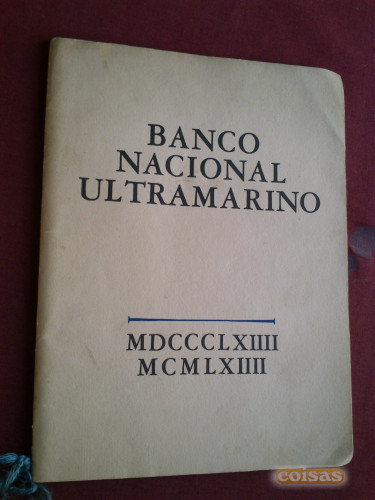 BANCO
NACIONAL
ULTRAMARINO
MDCCCLXIIII
MCMLXIIII
coisas